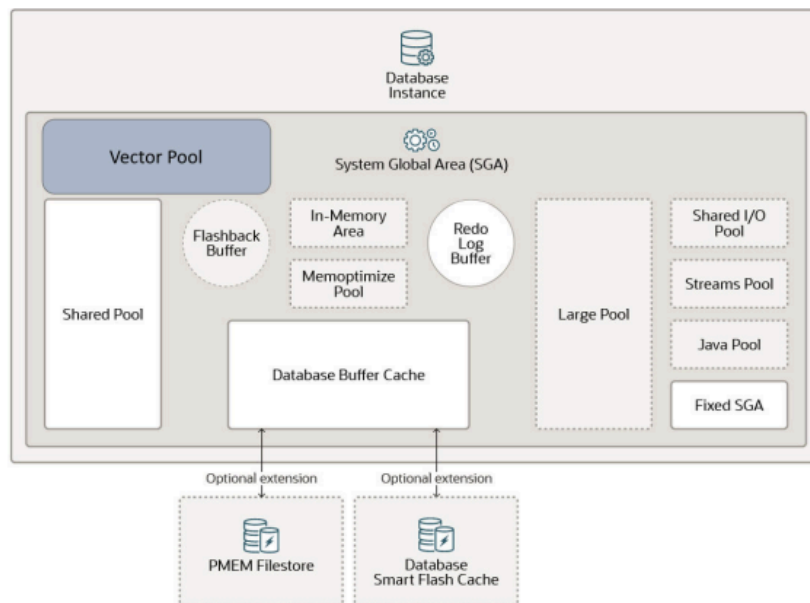 Database
Instance
Vector Pool
System Global Area (SGA)
Shared Pool
Flashback
Buffer
In-Memory
Area
Memoptimize
Pool
Redo
Log
Buffer
Large Pool
Shared I/O
Pool
Streams Pool
Java Pool
Fixed SGA
Database Buffer Cache
Optional extension
Optional extension
PMEM Filestore
Database
Smart Flash Cache